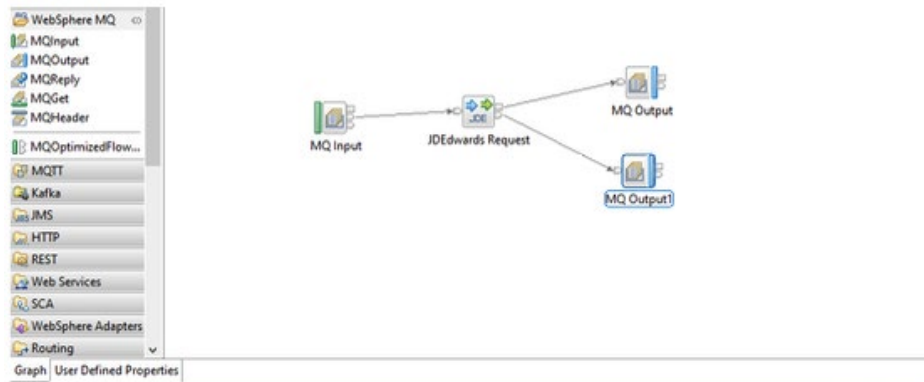 WebSphere MQ
MQInput
MQOutput
MQReply
MQGet
MQHeader
MQOptimizedFlow...
MQTT
Kafka
JMS
HTTP
REST
Web Services
SCA
WebSphere Adapters
Routing
Graph
User Defined Properties
MQ Input
JDE
JDEdwards Request
MQ Output
MQ Output1